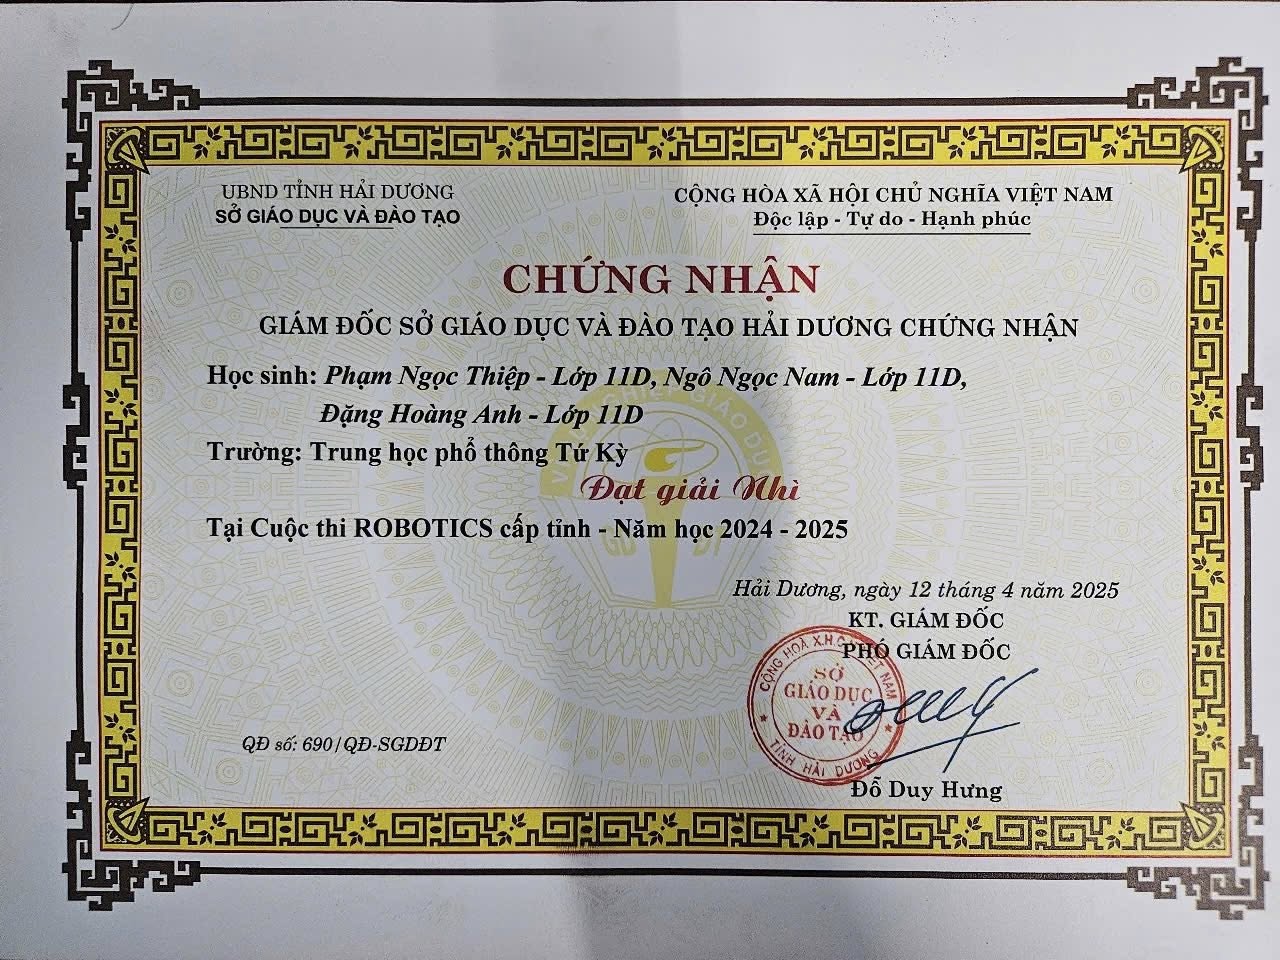 UBND TỈNH HẢI DƯƠNG
SỞ GIÁO DỤC VÀ ĐÀO TẠO
CỘNG HÒA XÃ HỘI CHỦ NGHĨA VIỆT NAM
Độc lập - Tự do - Hạnh phúc
CHỨNG NHẬN
GIÁM ĐỐC SỞ GIÁO DỤC VÀ ĐÀO TẠO HẢI DƯƠNG CHỨNG NHẬN
Học sinh: Phạm Ngọc Thiệp - Lớp 11D, Ngô Ngọc Nam - Lớp 11D,
Đặng Hoàng Anh - Lớp 11D
Trường: Trung học phổ thông Tứ Kỳ
Đạt giải Nhì
Tại Cuộc thi ROBOTICS cấp tỉnh - Năm học 2024 - 2025
Hải Dương, ngày 12 tháng 4 năm 2025
KT. GIÁM ĐỐC
PHÓ GIÁM ĐỐC
CỘNG HOÀ X.H.C.N VIỆT NAM
SỞ
GIÁO DỤC
VÀ
ĐÀO TẠO
TỈNH HẢI DƯƠNG
QĐ số: 690/QĐ-SGDĐT
Đỗ Duy Hưng